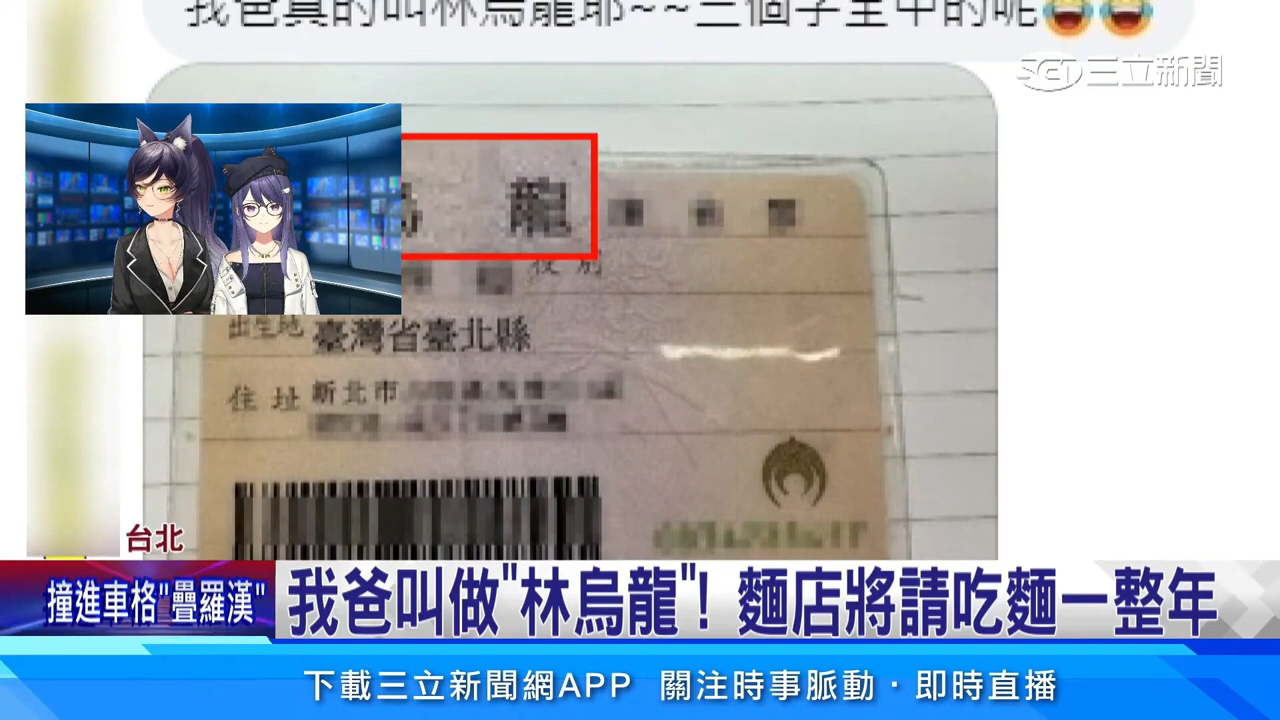 我爸真的叫林烏龍耶~~三個字全中的呢😂😂
SET三立新聞
龍
役別
出生地 臺灣省臺北縣
住址 新北市
台北
撞進車格"疊羅漢"
我爸叫做"林烏龍"! 麵店將請吃麵一整年
下載三立新聞網APP 關注時事脈動·即時直播